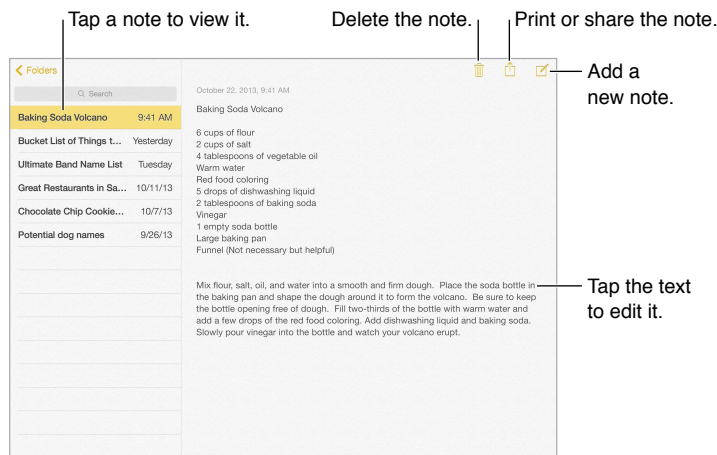 Tap a note to view it.
Delete the note.
Print or share the note.
Add a
new note.
Folders
Search
Baking Soda Volcano 9:41 AM
Bucket List of Things t... Yesterday
Ultimate Band Name List Tuesday
Great Restaurants in Sa... 10/11/13
Chocolate Chip Cookie... 10/7/13
Potential dog names 9/26/13
October 22, 2013, 9:41 AM
Baking Soda Volcano
6 cups of flour
2 cups of salt
4 tablespoons of vegetable oil
Warm water
Red food coloring
5 drops of dishwashing liquid
2 tablespoons of baking soda
Vinegar
1 empty soda bottle
Large baking pan
Funnel (Not necessary but helpful)
Mix flour, salt, oil, and water into a smooth and firm dough. Place the soda bottle in
the baking pan and shape the dough around it to form the volcano. Be sure to keep
the bottle opening free of dough. Fill two-thirds of the bottle with warm water and
add a few drops of the red food coloring. Add dishwashing liquid and baking soda.
Slowly pour vinegar into the bottle and watch your volcano erupt.
Tap the text
to edit it.